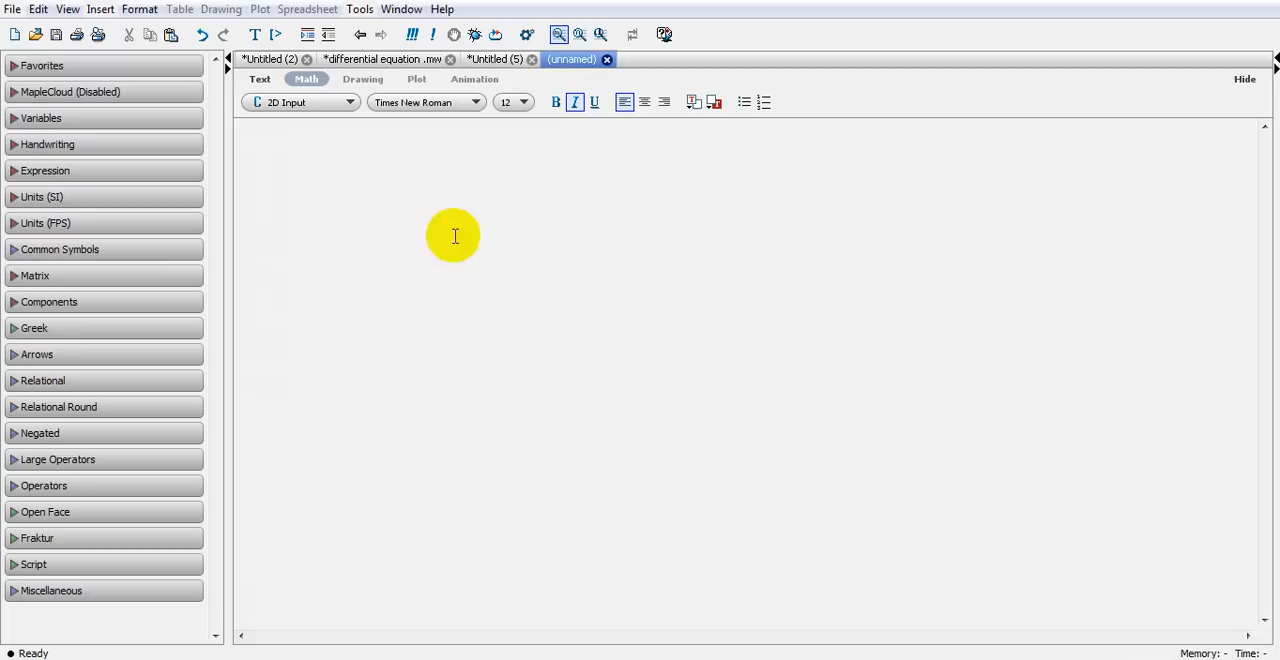 File Edit View Insert Format Table Drawing Plot Spreadsheet Tools Window Help
*Untitled (2) *differential equation .mw *Untitled (5) (unnamed)
Text Math Drawing Plot Animation Hide
C 2D Input Times New Roman 12 B I U
Favorites
MapleCloud (Disabled)
Variables
Handwriting
Expression
Units (SI)
Units (FPS)
Common Symbols
Matrix
Components
Greek
Arrows
Relational
Relational Round
Negated
Large Operators
Operators
Open Face
Fraktur
Script
Miscellaneous
Ready Memory: - Time: -